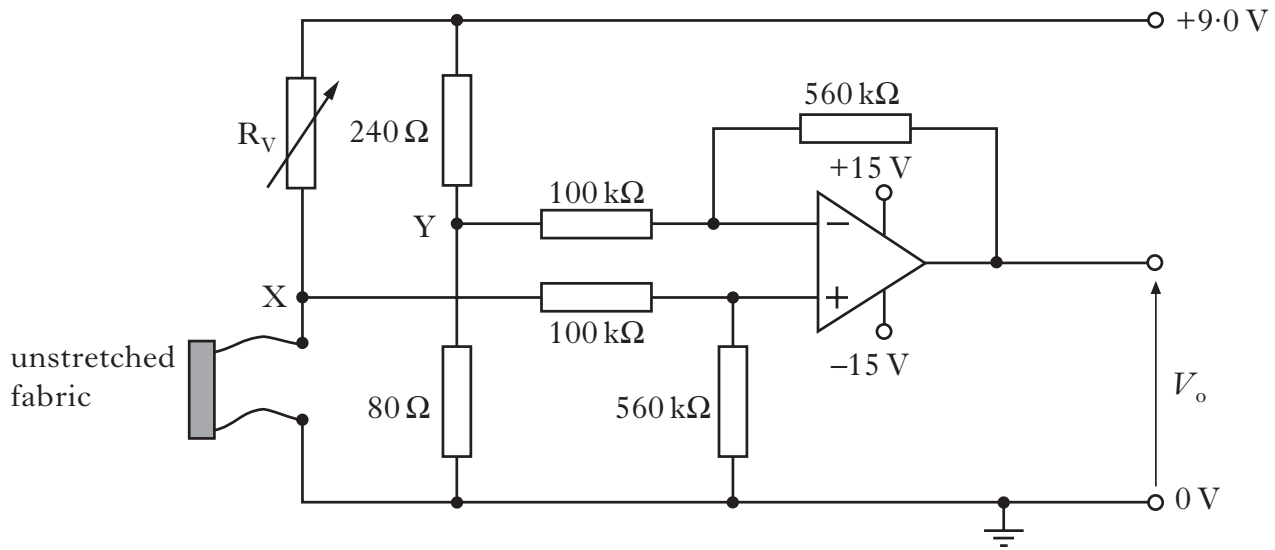 +9·0 V
560 kΩ
R_V
240 Ω
+15 V
100 kΩ
Y
−
X
+
100 kΩ
−15 V
unstretched
fabric
80 Ω
560 kΩ
V_o
0 V